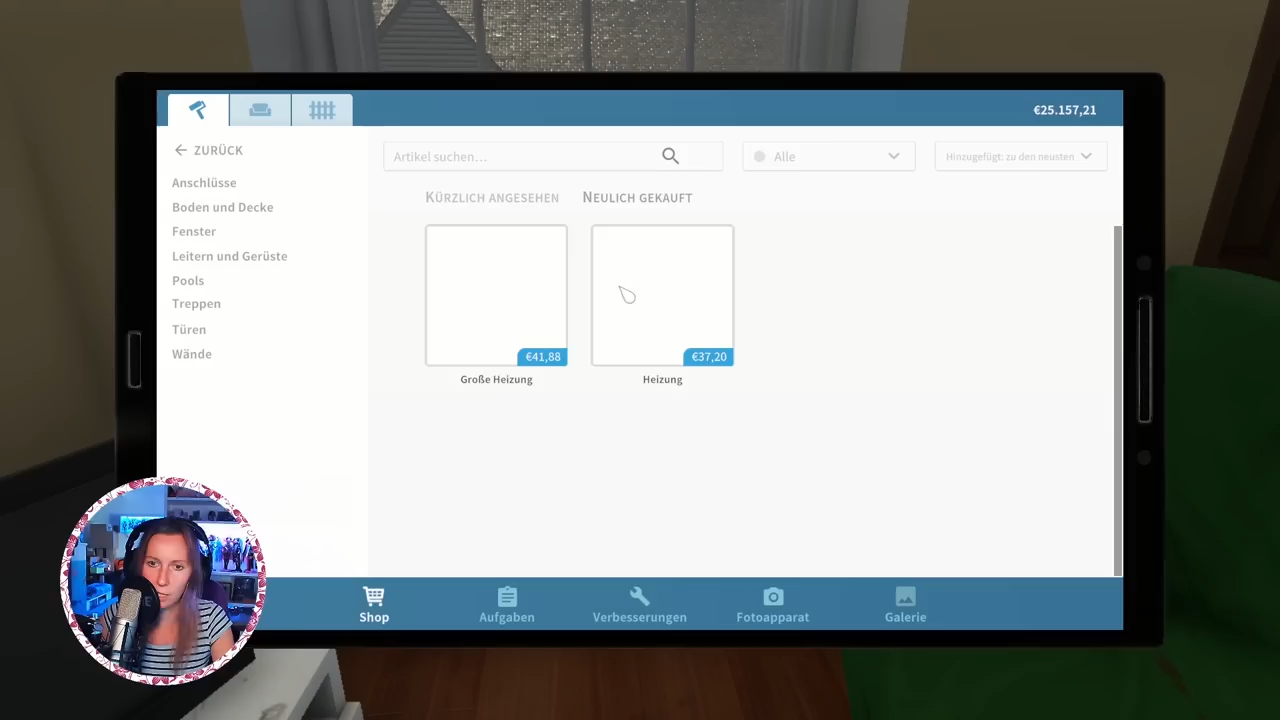 €25.157,21
ZURÜCK
Anschlüsse
Boden und Decke
Fenster
Leitern und Gerüste
Pools
Treppen
Türen
Wände
Artikel suchen...
Alle
Hinzugefügt: zu den neusten
KÜRZLICH ANGESEHEN
NEULICH GEKAUFT
€41,88
Große Heizung
€37,20
Heizung
Shop
Aufgaben
Verbesserungen
Fotoapparat
Galerie